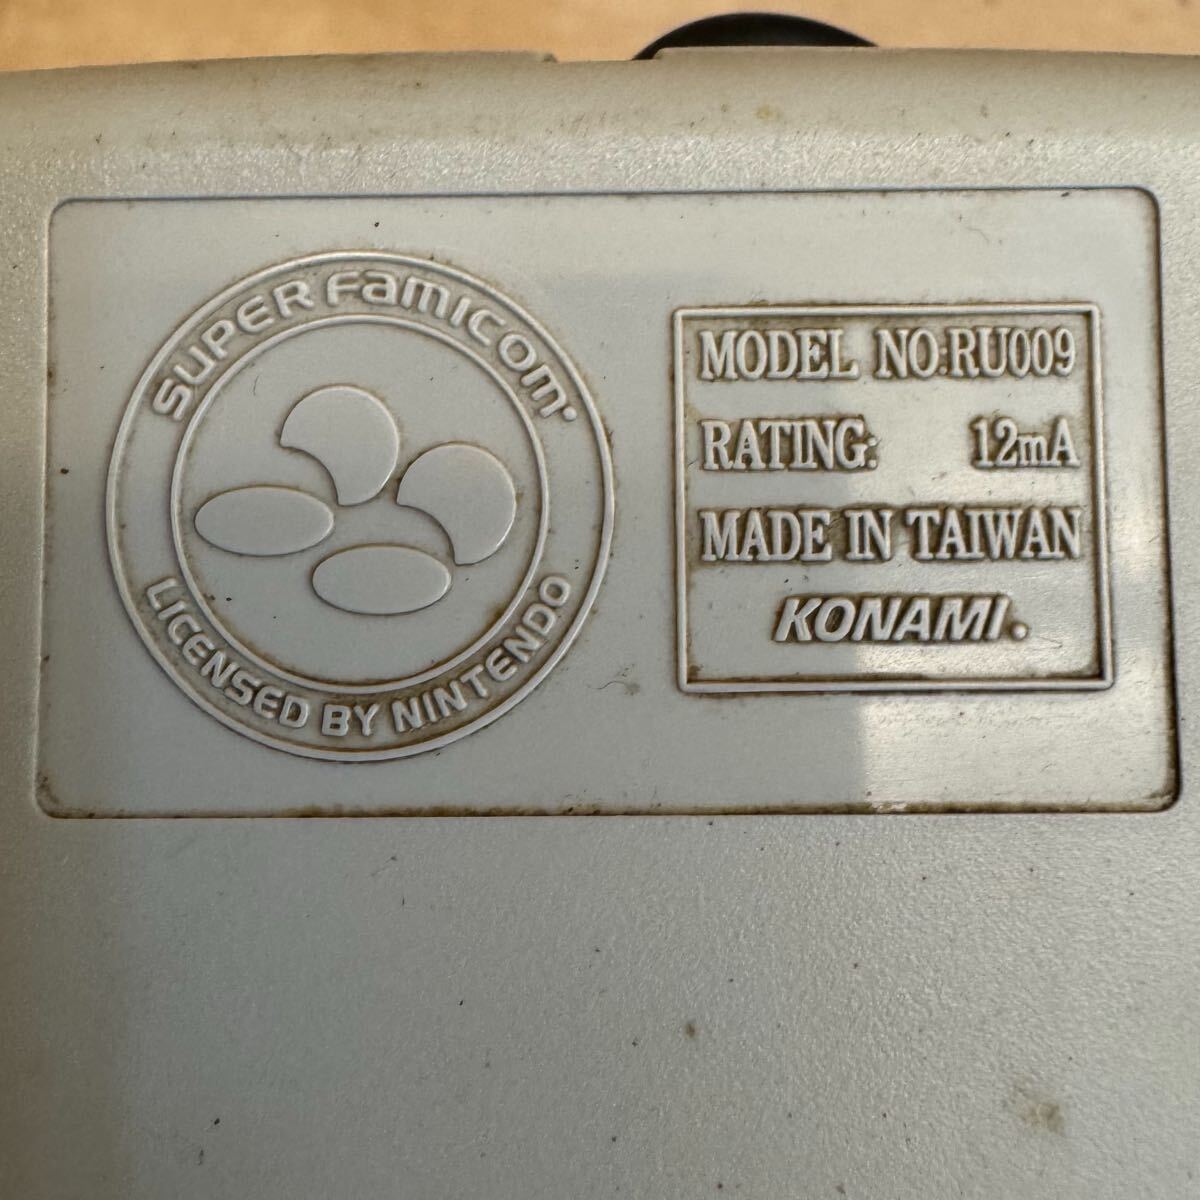 SUPER FAMICOM
LICENSED BY NINTENDO
MODEL NO:RU009
RATING: 12mA
MADE IN TAIWAN
KONAMI.